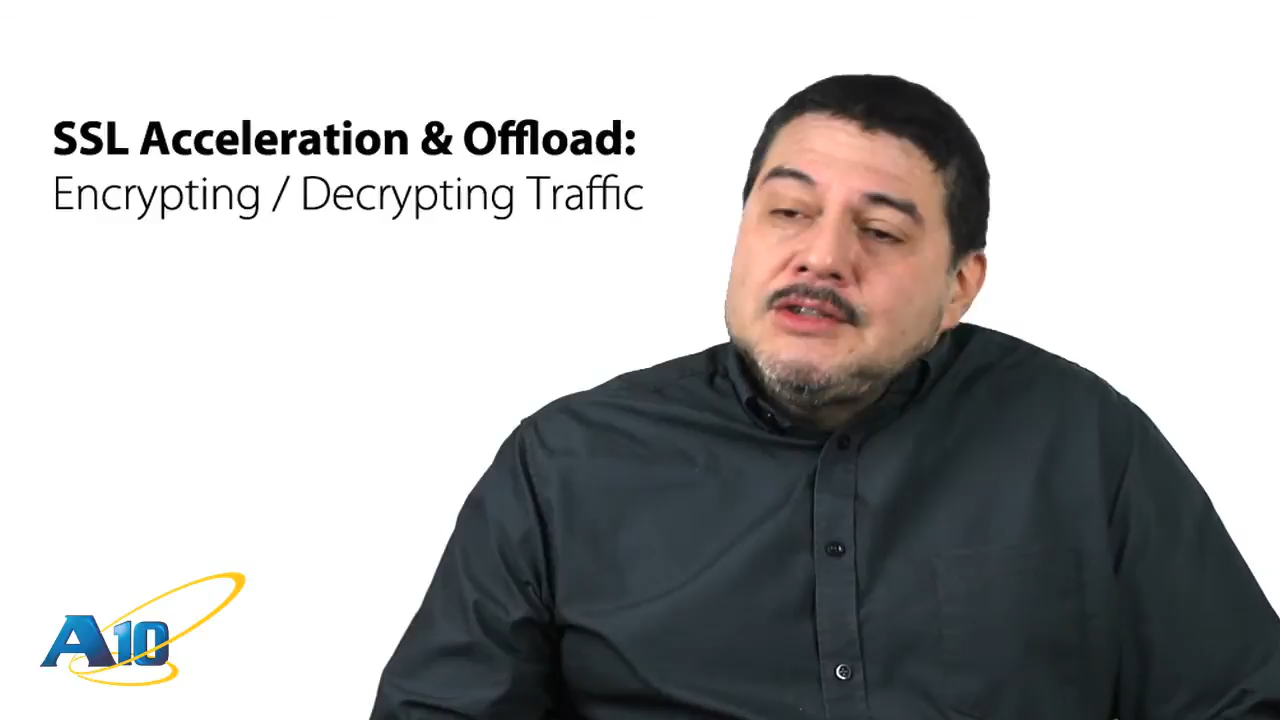 SSL Acceleration & Offload:
Encrypting / Decrypting Traffic
A10